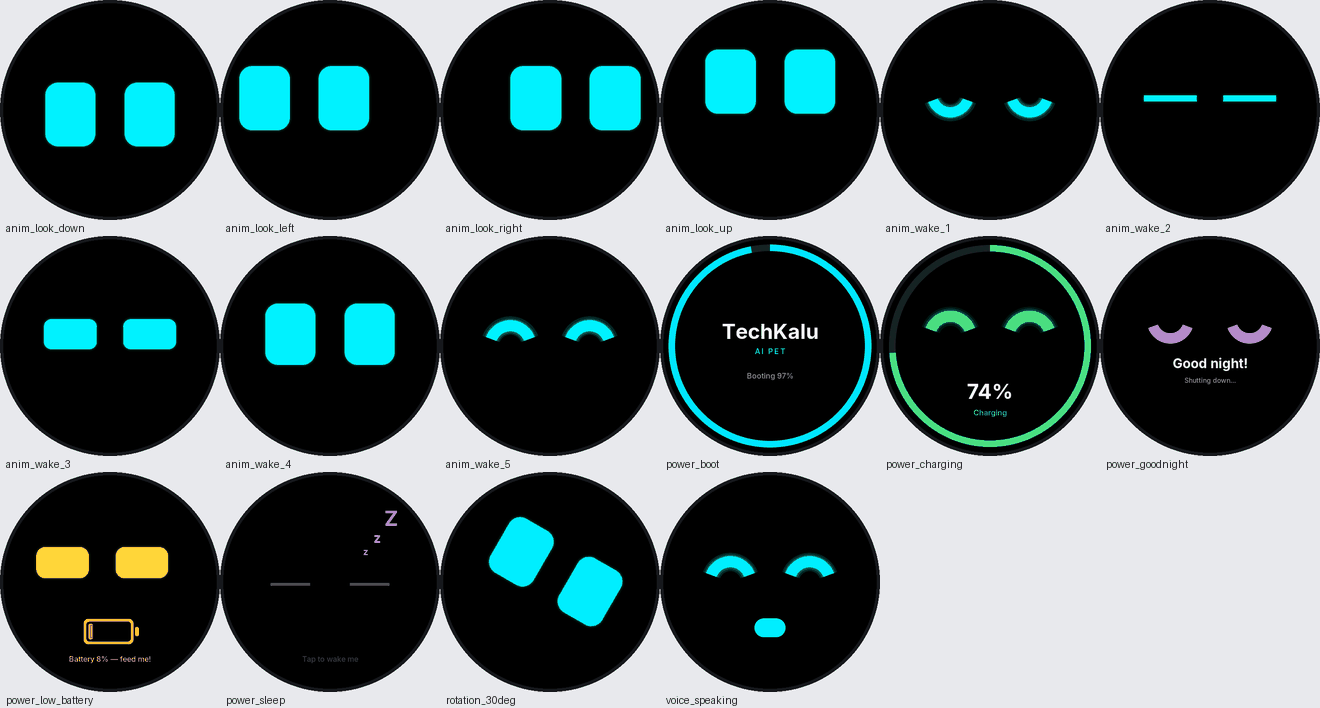 anim_look_down
anim_look_left
anim_look_right
anim_look_up
anim_wake_1
anim_wake_2
anim_wake_3
anim_wake_4
anim_wake_5
TechKalu
AI PET
Booting 97%
power_boot
74%
Charging
power_charging
Good night!
Shutting down...
power_goodnight
Battery 8% — feed me!
power_low_battery
Z
z
z
Tap to wake me
power_sleep
rotation_30deg
voice_speaking